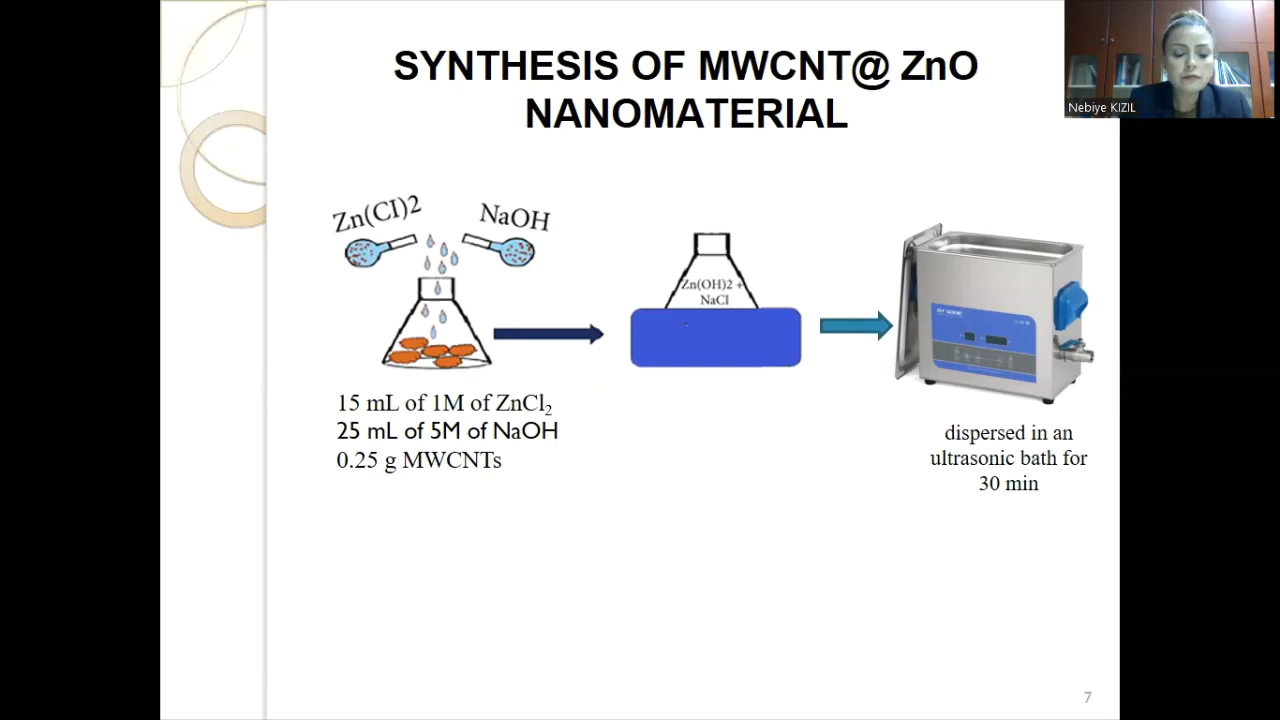 SYNTHESIS OF MWCNT@ ZnO
NANOMATERIAL
Nebiye KIZIL
Zn(CI)2
NaOH
Zn(OH)2 +
NaCl
15 mL of 1M of ZnCl₂
25 mL of 5M of NaOH
0.25 g MWCNTs
dispersed in an
ultrasonic bath for
30 min
7